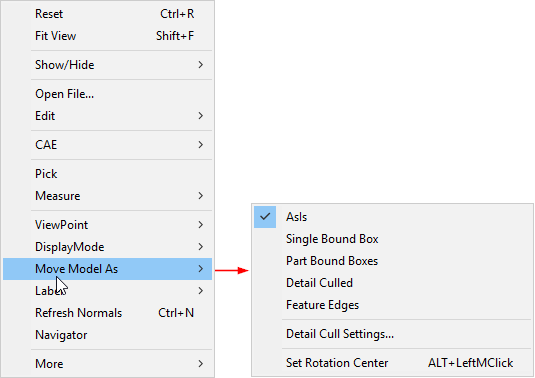 Reset Ctrl+R
Fit View Shift+F
Show/Hide
Open File...
Edit
CAE
Pick
Measure
ViewPoint
DisplayMode
Move Model As
Label
Refresh Normals Ctrl+N
Navigator
More
AsIs
Single Bound Box
Part Bound Boxes
Detail Culled
Feature Edges
Detail Cull Settings...
Set Rotation Center ALT+LeftMClick